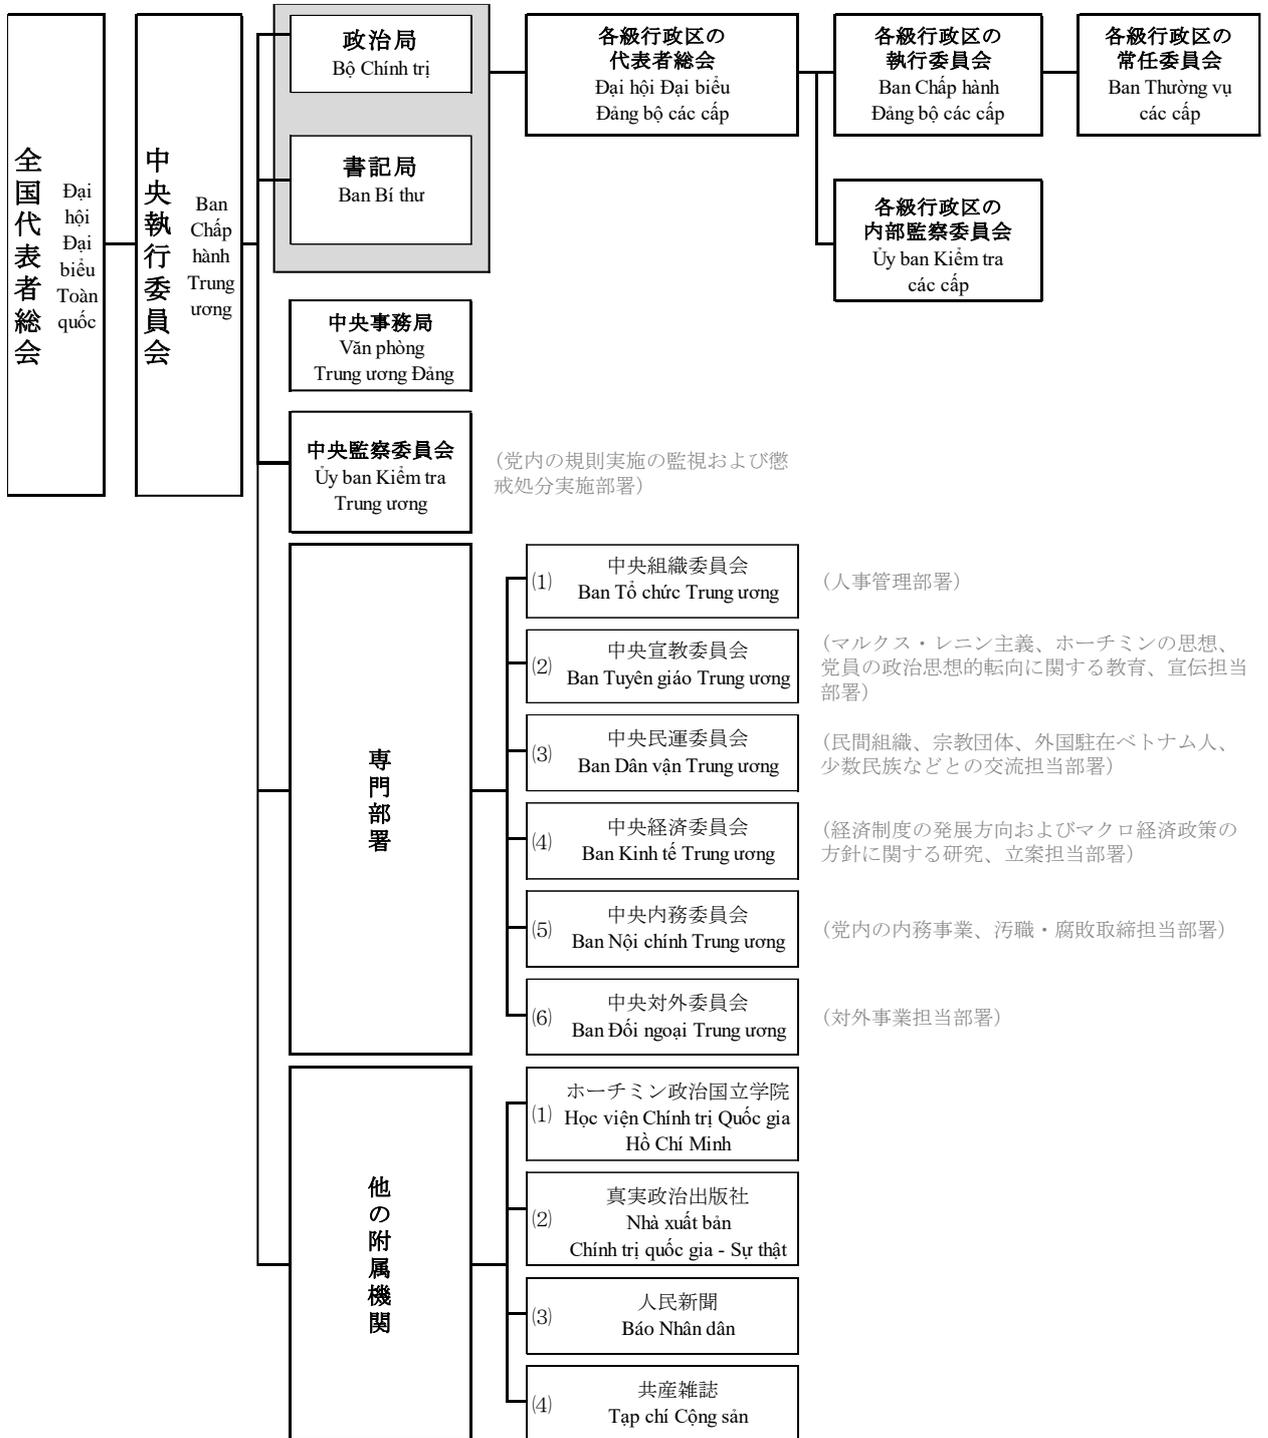 全国代表者総会
Đại
hội
Đại
biểu
Toàn
quốc
中央執行委員会
Ban
Chấp
hành
Trung
ương
政治局
Bộ Chính trị
書記局
Ban Bí thư
各級行政区の
代表者総会
Đại hội Đại biểu
Đảng bộ các cấp
各級行政区の
執行委員会
Ban Chấp hành
Đảng bộ các cấp
各級行政区の
常任委員会
Ban Thường vụ
các cấp
各級行政区の
内部監察委員会
Ủy ban Kiểm tra
các cấp
中央事務局
Văn phòng
Trung ương Đảng
中央監察委員会
Ủy ban Kiểm tra
Trung ương
(党内の規則実施の監視および懲
戒処分実施部署)
専門部署
(1) 中央組織委員会
Ban Tổ chức Trung ương
(人事管理部署)
(2) 中央宣教委員会
Ban Tuyên giáo Trung ương
(マルクス・レニン主義、ホーチミンの思想、
党員の政治思想的転向に関する教育、宣伝担当
部署)
(3) 中央民運委員会
Ban Dân vận Trung ương
(民間組織、宗教団体、外国駐在ベトナム人、
少数民族などとの交流担当部署)
(4) 中央経済委員会
Ban Kinh tế Trung ương
(経済制度の発展方向およびマクロ経済政策の
方針に関する研究、立案担当部署)
(5) 中央内務委員会
Ban Nội chính Trung ương
(党内の内務事業、汚職・腐敗取締担当部署)
(6) 中央対外委員会
Ban Đối ngoại Trung ương
(対外事業担当部署)
他の附属機関
(1) ホーチミン政治国立学院
Học viện Chính trị Quốc gia
Hồ Chí Minh
(2) 真実政治出版社
Nhà xuất bản
Chính trị quốc gia - Sự thật
(3) 人民新聞
Báo Nhân dân
(4) 共産雑誌
Tạp chí Cộng sản